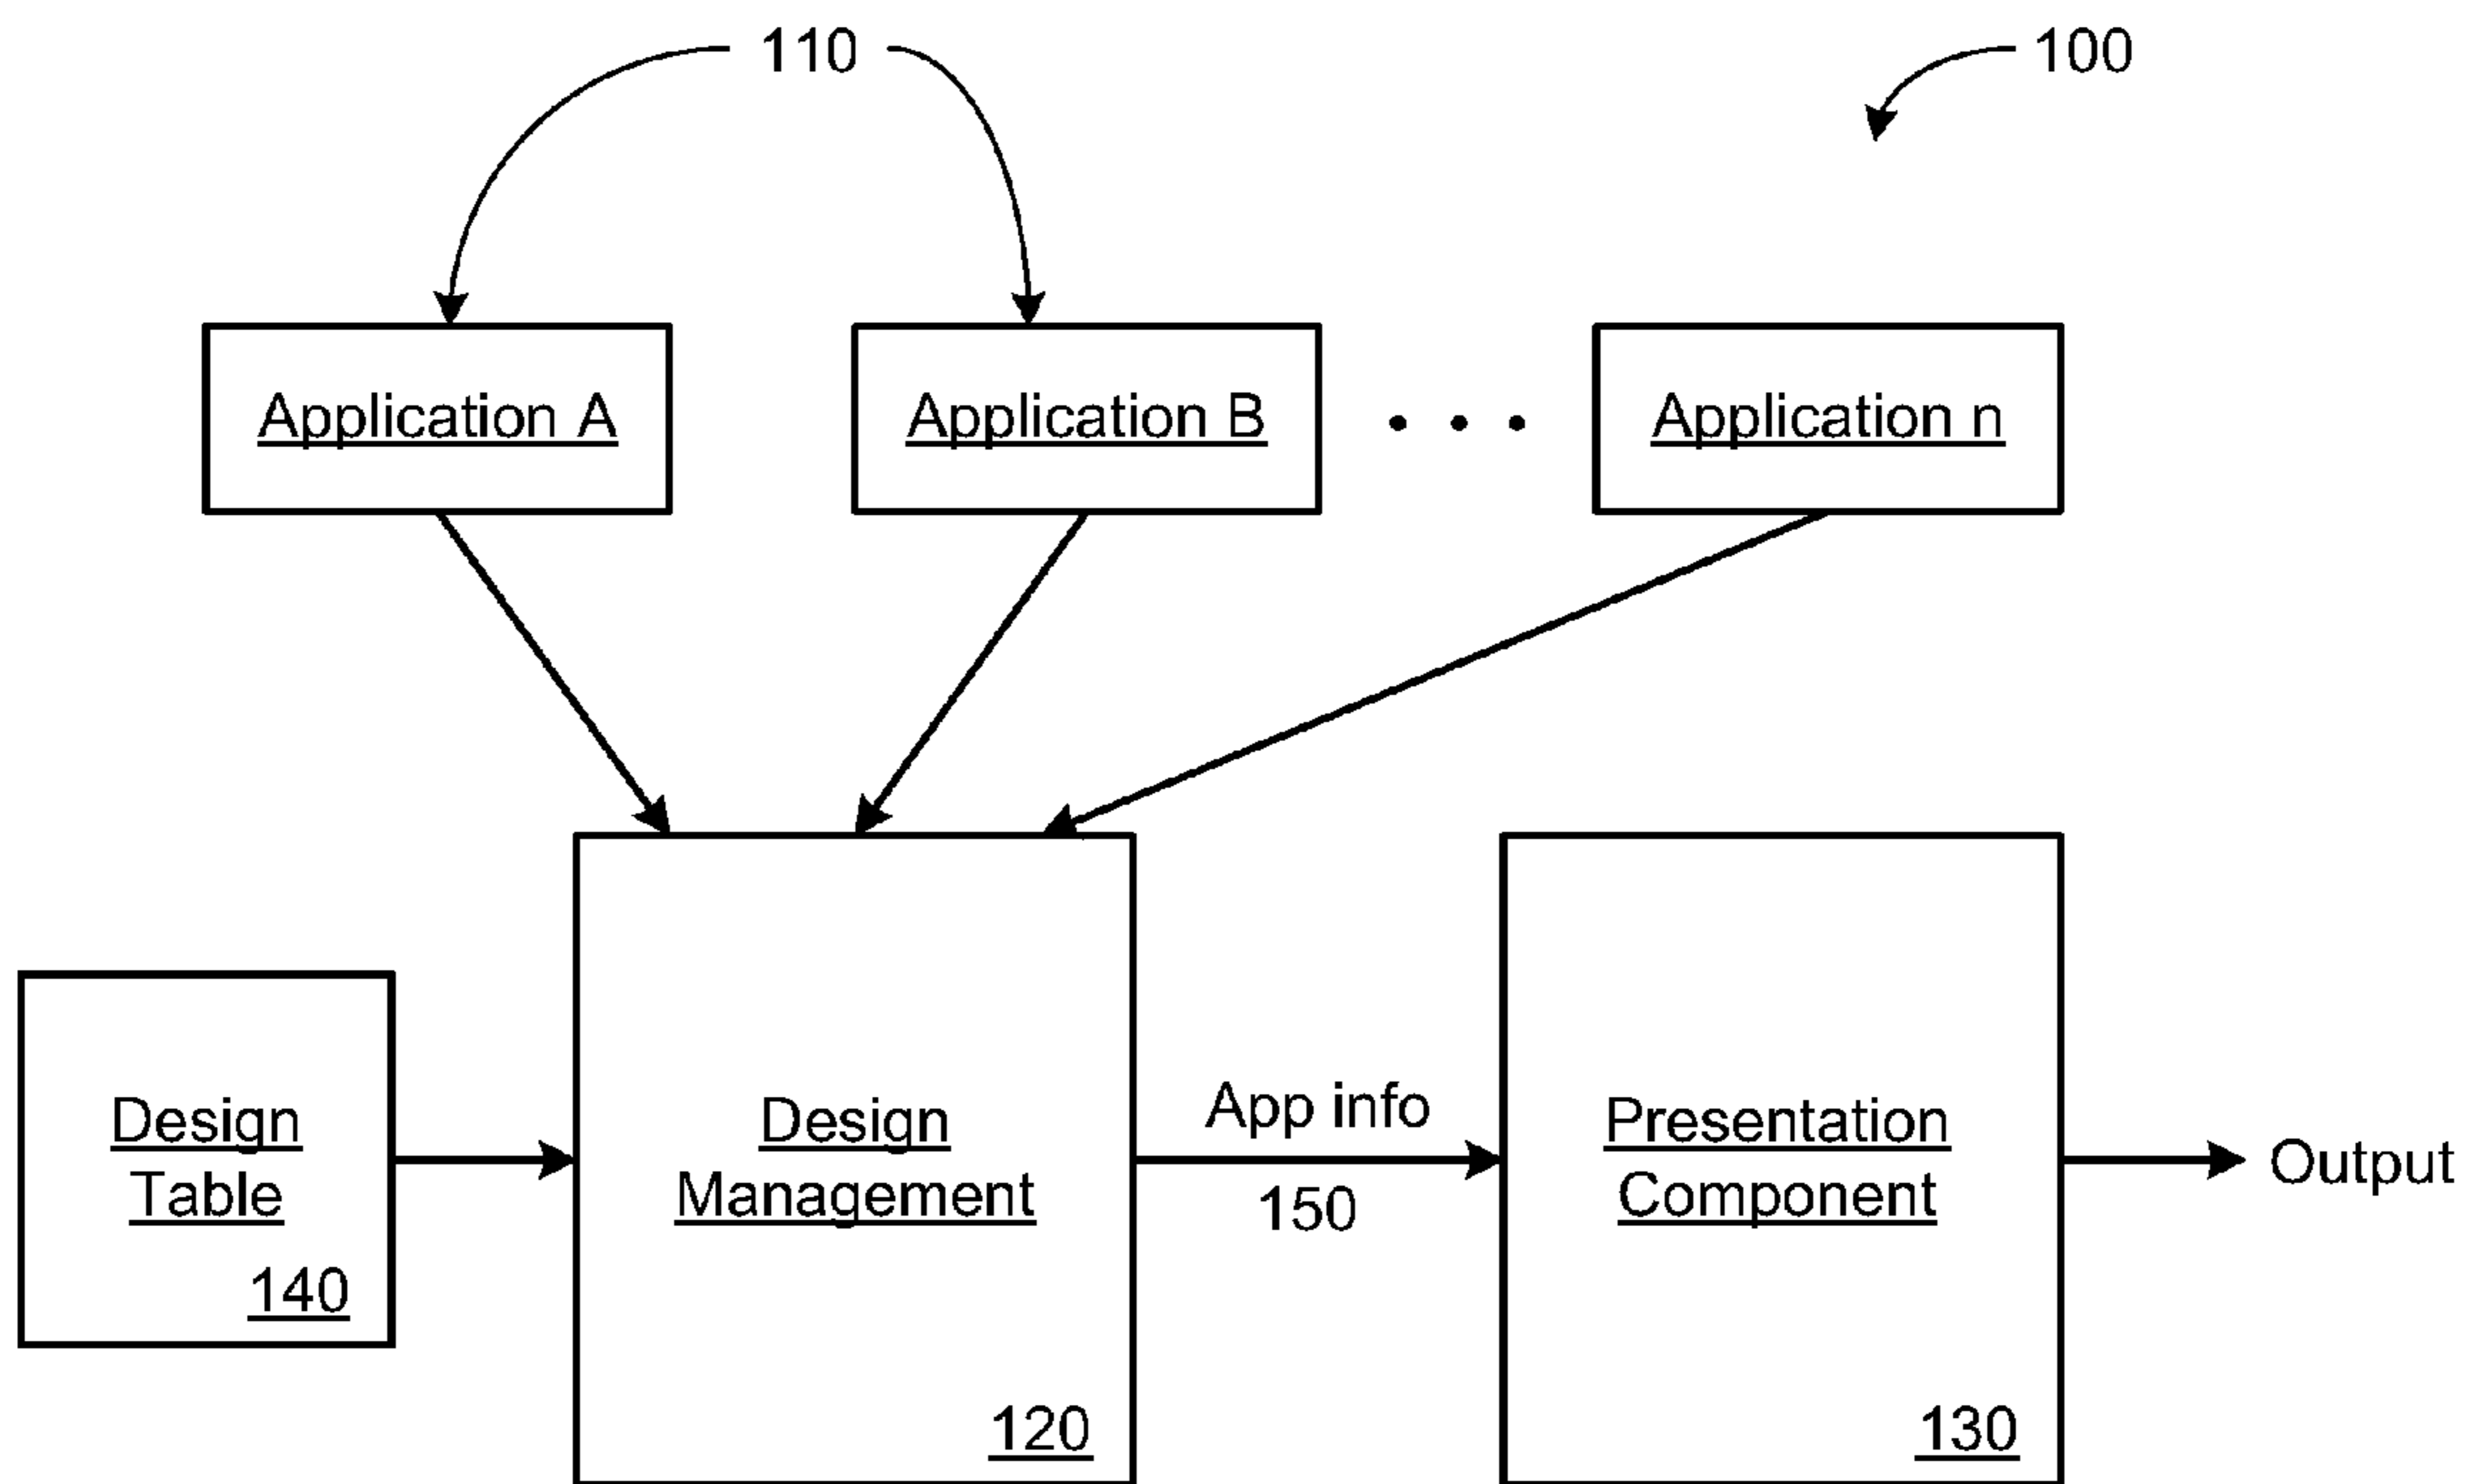 110
100
Application A
Application B
Application n
Design
Table
140
Design
Management
120
App info
150
Presentation
Component
130
Output